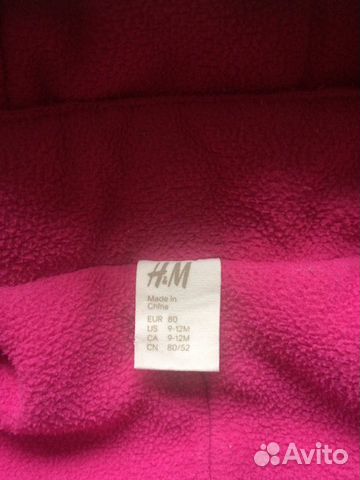 H&M
Made in
China
EUR 80
US 9-12M
CA 9-12M
CN 80/52
Avito